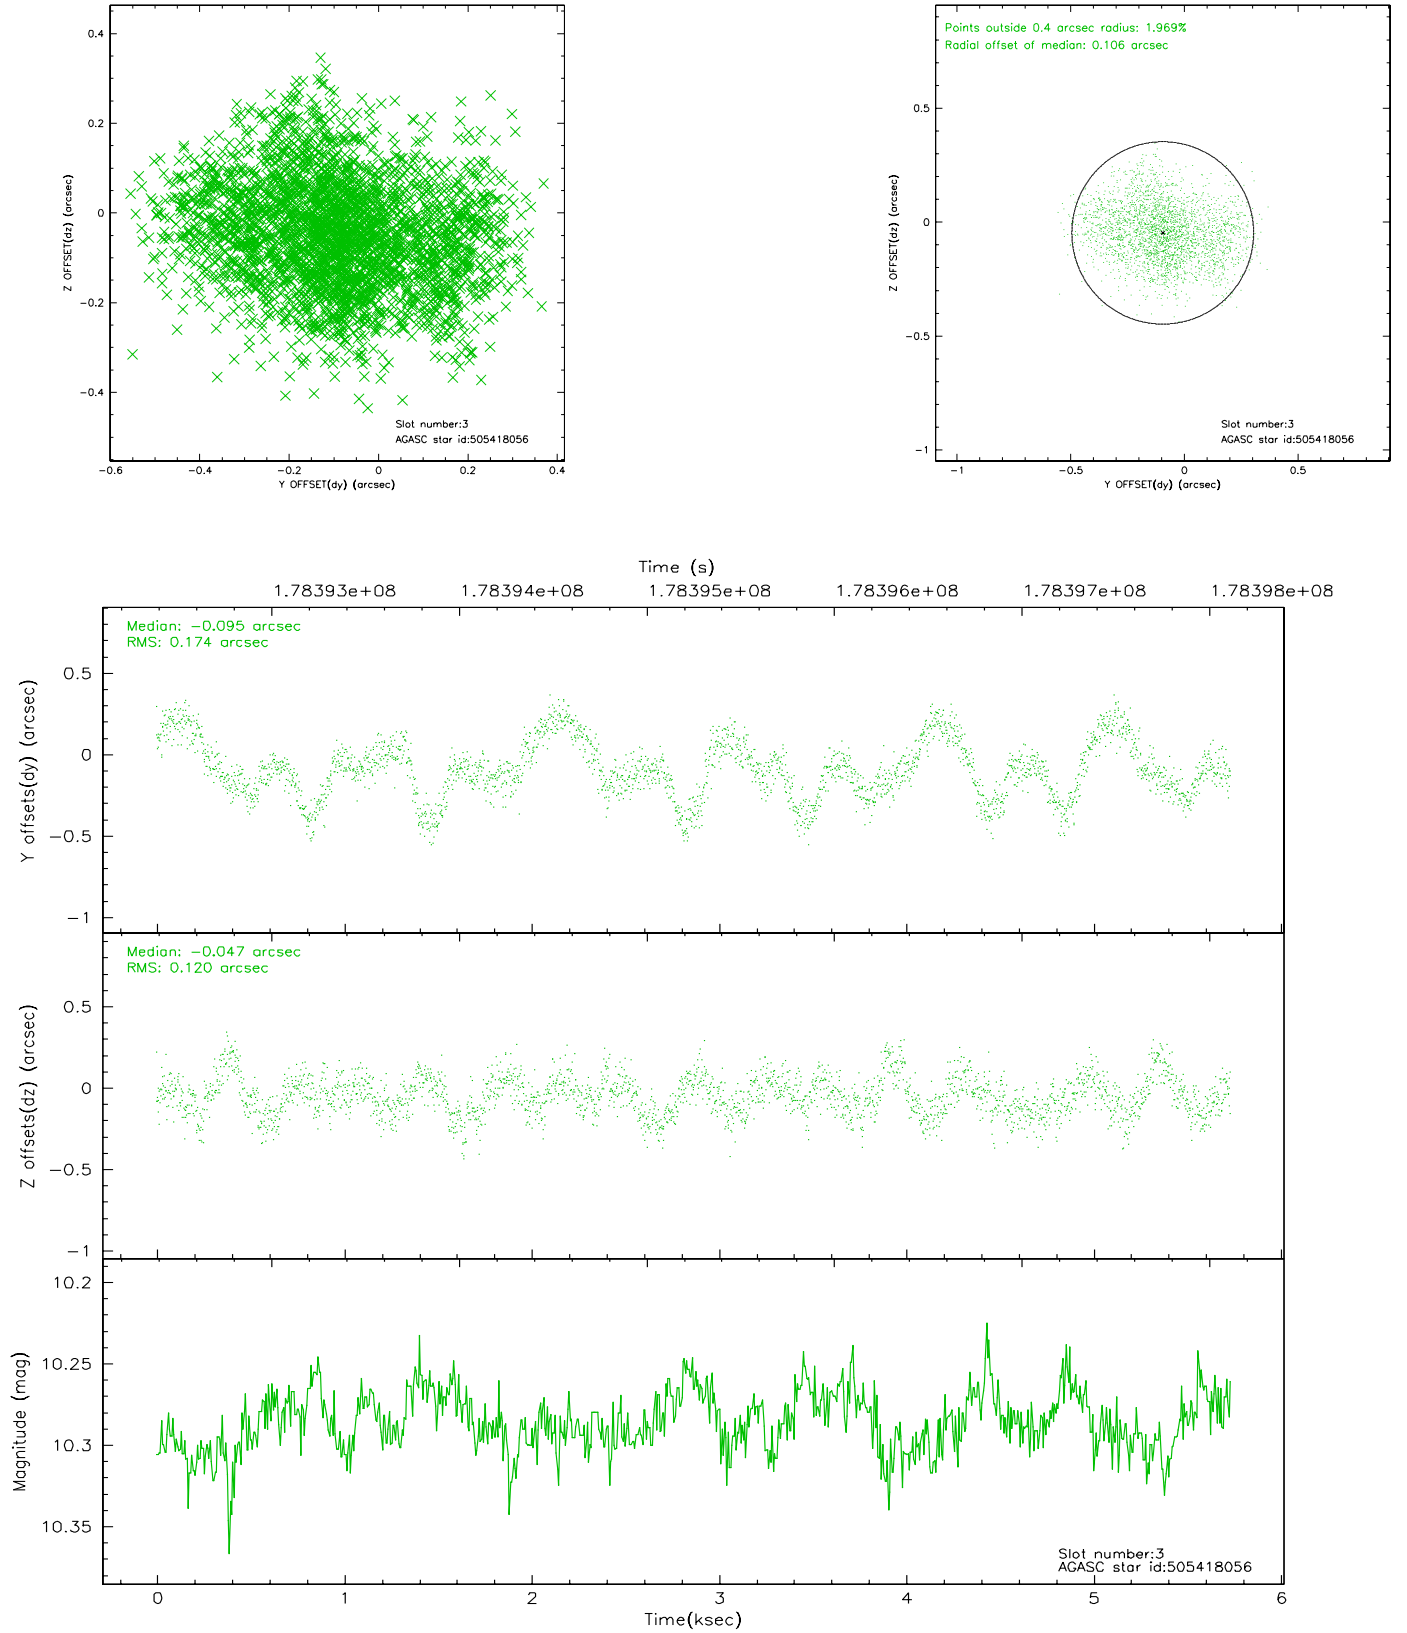 0.4
0.2
0
−0.2
−0.4
Z OFFSET(dz) (arcsec)
Slot number:3
AGASC star id:505418056
−0.6 −0.4 −0.2 0 0.2 0.4
Y OFFSET(dy) (arcsec)
Points outside 0.4 arcsec radius: 1.969%
Radial offset of median: 0.106 arcsec
0.5
0
−0.5
−1
Z OFFSET(dz) (arcsec)
Slot number:3
AGASC star id:505418056
−1 −0.5 0 0.5
Y OFFSET(dy) (arcsec)
Time (s)
1.78393e+08 1.78394e+08 1.78395e+08 1.78396e+08 1.78397e+08 1.78398e+08
Median: −0.095 arcsec
RMS: 0.174 arcsec
0.5
0
−0.5
−1
Y offsets(dy) (arcsec)
Median: −0.047 arcsec
RMS: 0.120 arcsec
0.5
0
−0.5
−1
Z offsets(dz) (arcsec)
10.2
10.25
10.3
10.35
Magnitude (mag)
Slot number:3
AGASC star id:505418056
0 1 2 3 4 5 6
Time(ksec)